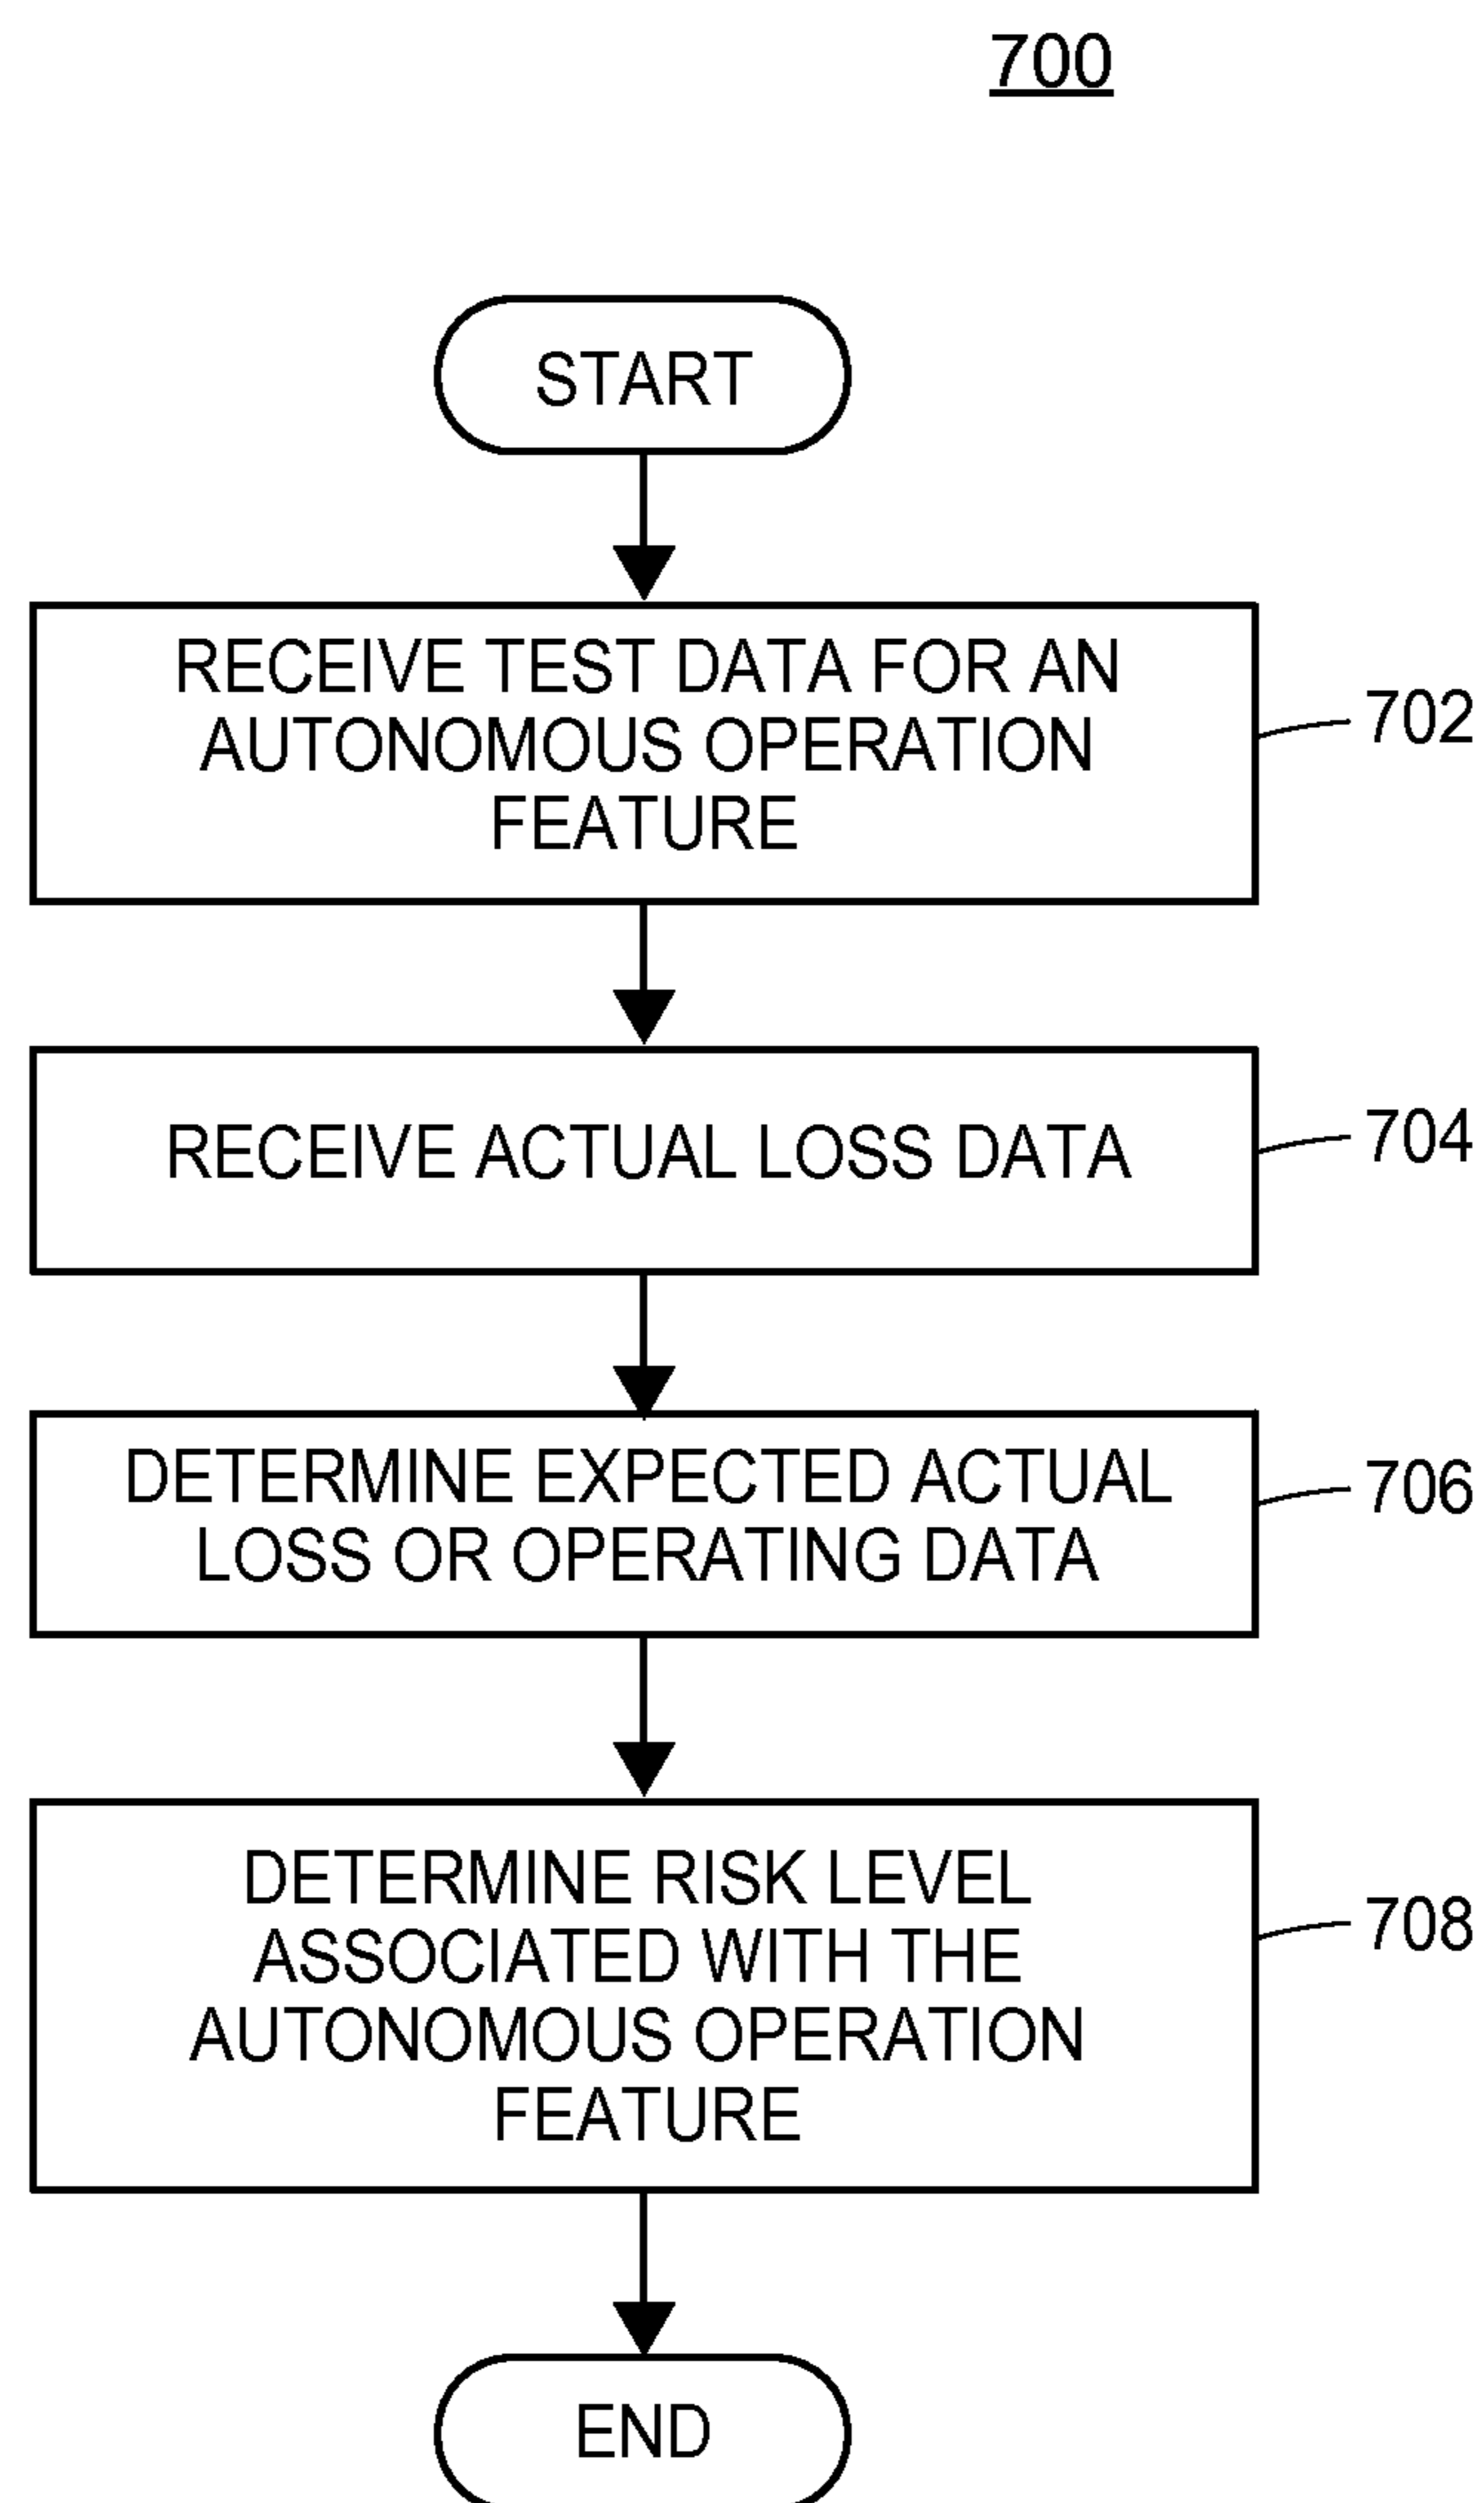 700
START
RECEIVE TEST DATA FOR AN
AUTONOMOUS OPERATION
FEATURE
702
RECEIVE ACTUAL LOSS DATA
704
DETERMINE EXPECTED ACTUAL
LOSS OR OPERATING DATA
706
DETERMINE RISK LEVEL
ASSOCIATED WITH THE
AUTONOMOUS OPERATION
FEATURE
708
END